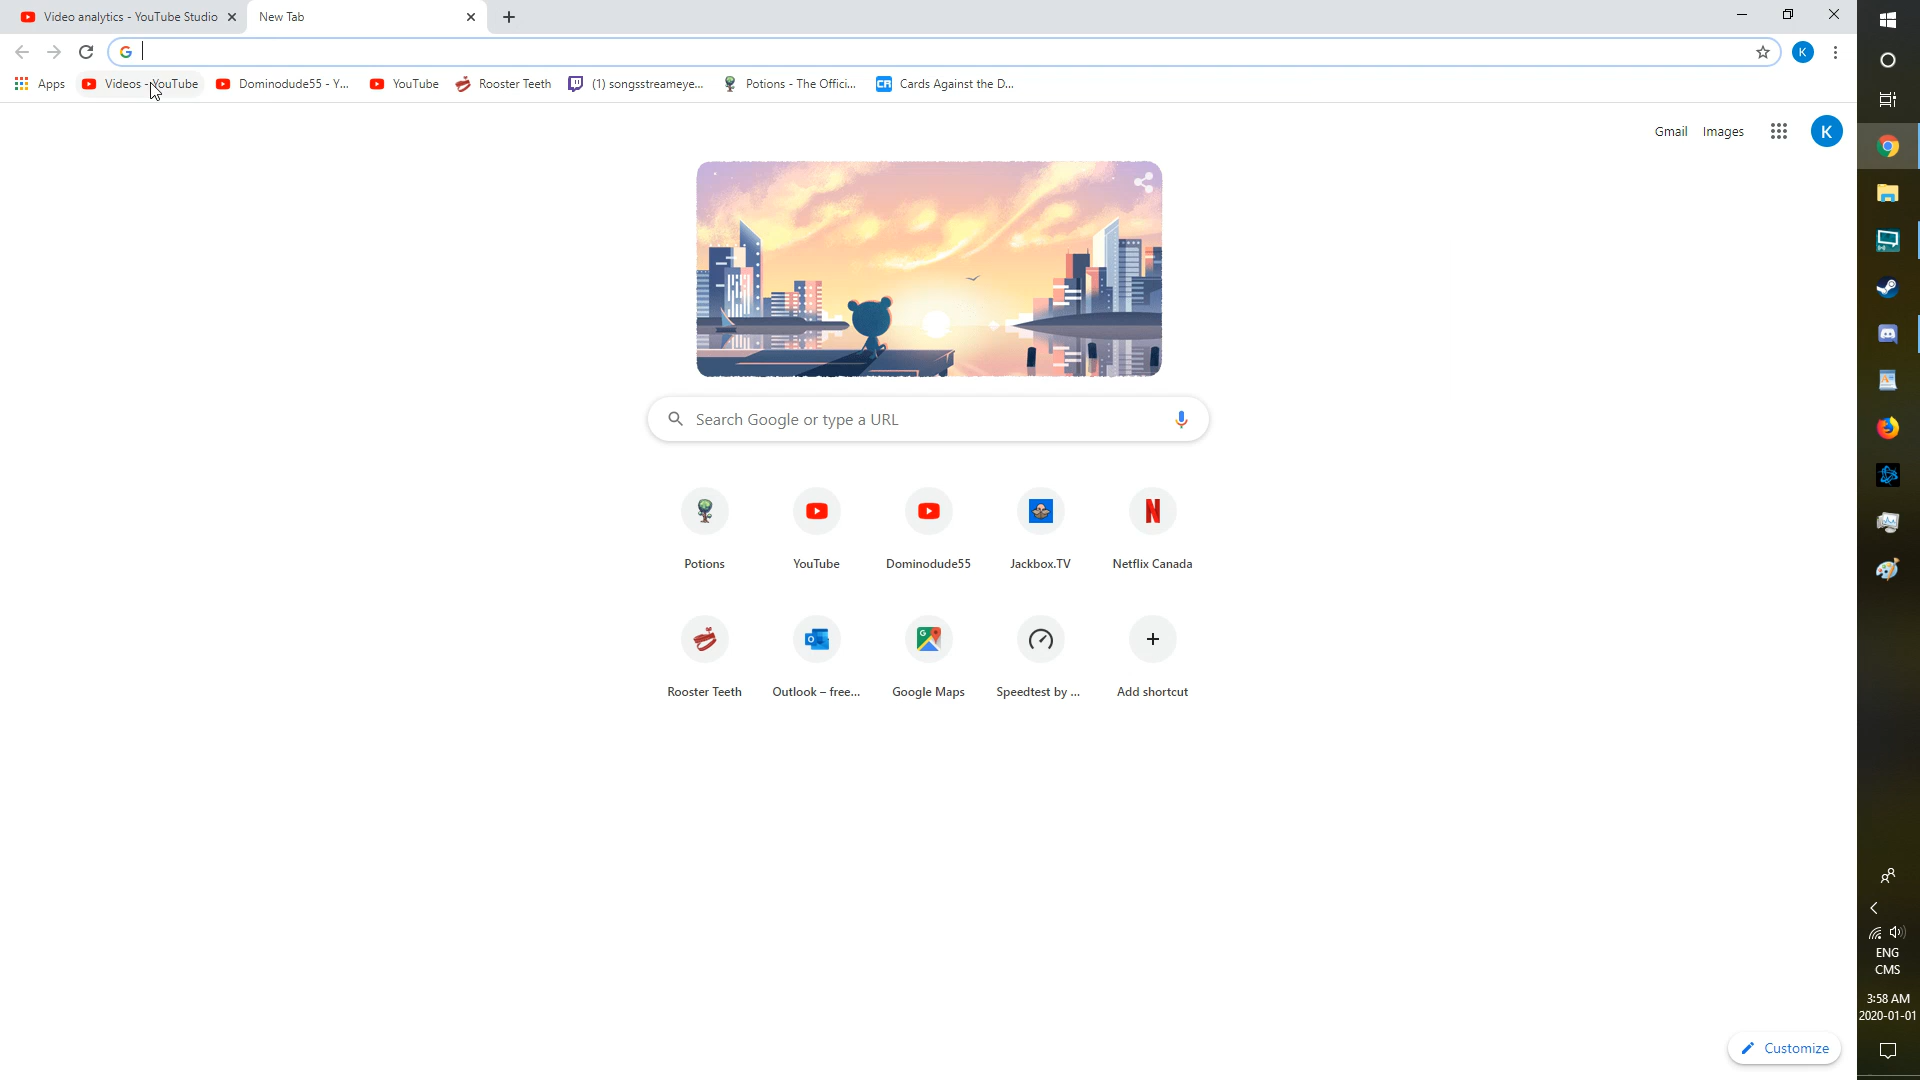 Video analytics - YouTube Studio
New Tab
Apps
Videos - YouTube
Dominodude55 - Y...
YouTube
Rooster Teeth
(1) songsstreameye...
Potions - The Offici...
Cards Against the D...
Gmail
Images
K
K
Search Google or type a URL
Potions
YouTube
Dominodude55
Jackbox.TV
Netflix Canada
Rooster Teeth
Outlook – free...
Google Maps
Speedtest by ...
Add shortcut
Customize
ENG
CMS
3:58 AM
2020-01-01